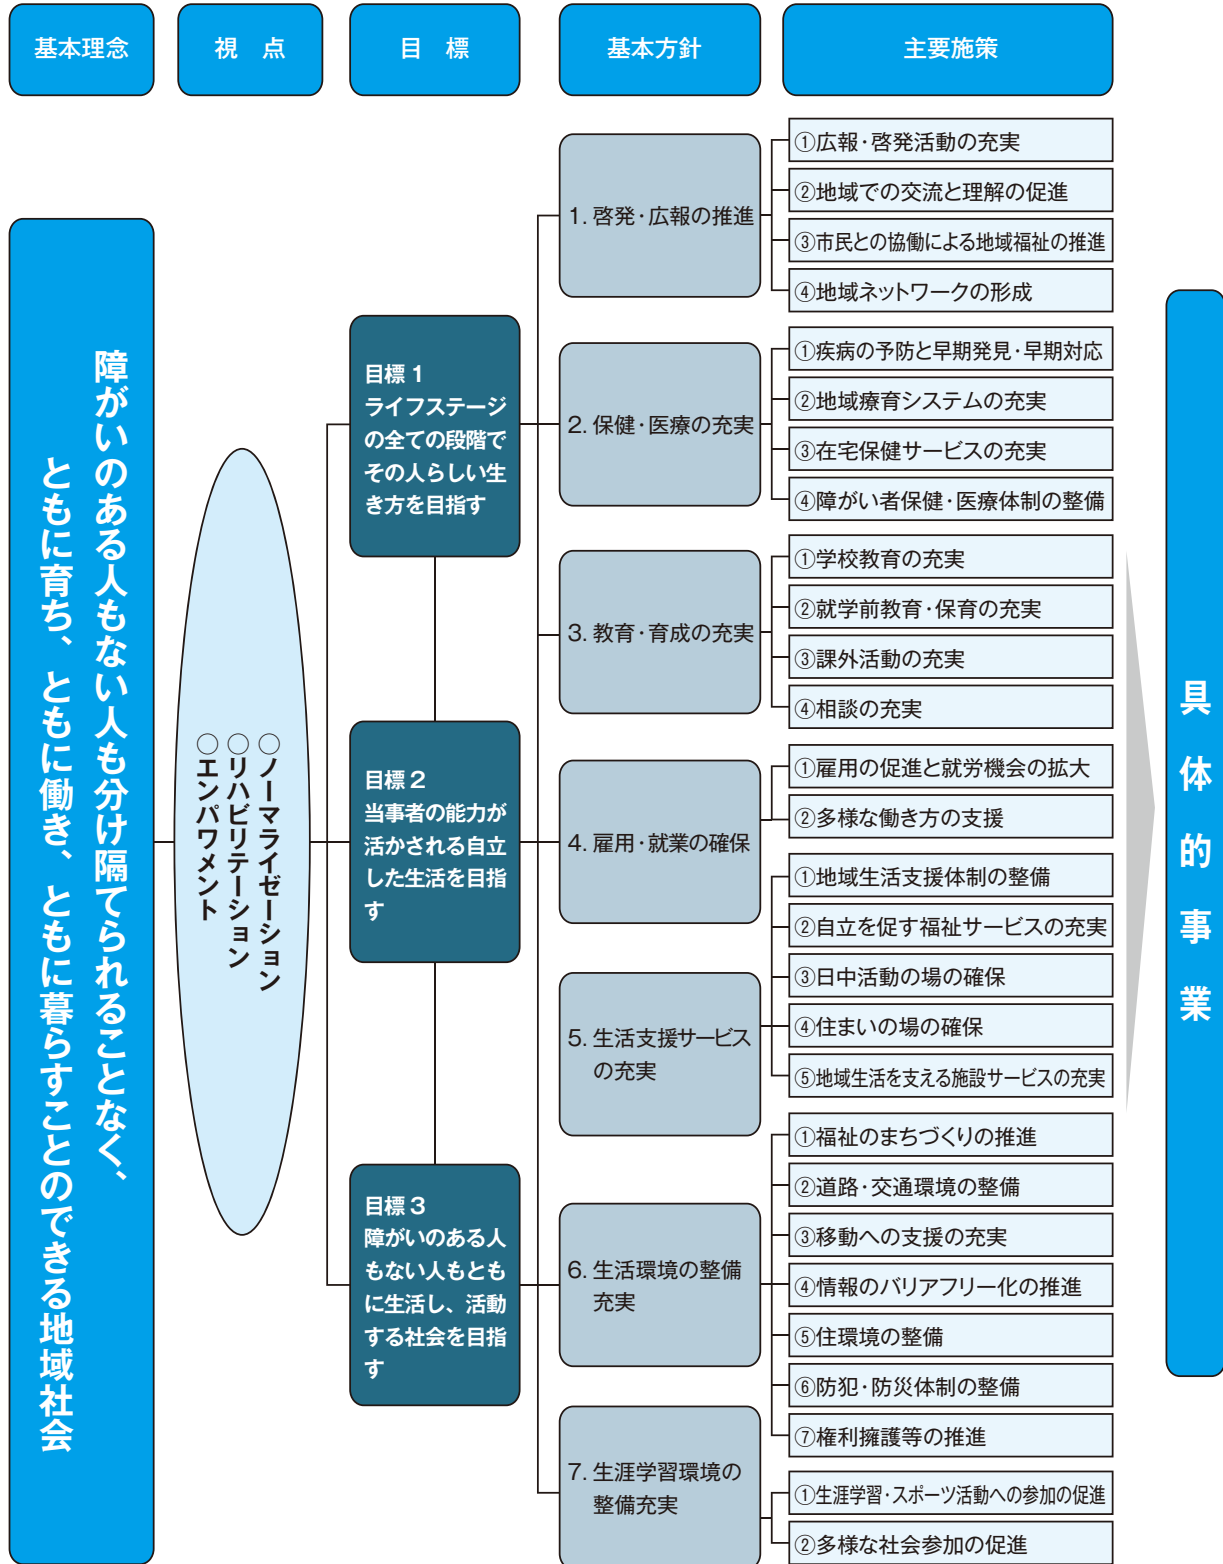 基本理念
視　点
目　標
基本方針
主要施策
障がいのある人もない人も分け隔てられることなく、
ともに育ち、ともに働き、ともに暮らすことのできる地域社会
○ノーマライゼーション
○リハビリテーション
○エンパワメント
目標 1
ライフステージ
の全ての段階で
その人らしい生
き方を目指す
目標 2
当事者の能力が
活かされる自立
した生活を目指
す
目標 3
障がいのある人
もない人もとも
に生活し、活動
する社会を目指
す
1. 啓発・広報の推進
①広報・啓発活動の充実
②地域での交流と理解の促進
③市民との協働による地域福祉の推進
④地域ネットワークの形成
2. 保健・医療の充実
①疾病の予防と早期発見・早期対応
②地域療育システムの充実
③在宅保健サービスの充実
④障がい者保健・医療体制の整備
3. 教育・育成の充実
①学校教育の充実
②就学前教育・保育の充実
③課外活動の充実
④相談の充実
4. 雇用・就業の確保
①雇用の促進と就労機会の拡大
②多様な働き方の支援
5. 生活支援サービス
の充実
①地域生活支援体制の整備
②自立を促す福祉サービスの充実
③日中活動の場の確保
④住まいの場の確保
⑤地域生活を支える施設サービスの充実
6. 生活環境の整備
充実
①福祉のまちづくりの推進
②道路・交通環境の整備
③移動への支援の充実
④情報のバリアフリー化の推進
⑤住環境の整備
⑥防犯・防災体制の整備
⑦権利擁護等の推進
7. 生涯学習環境の
整備充実
①生涯学習・スポーツ活動への参加の促進
②多様な社会参加の促進
具体的事業